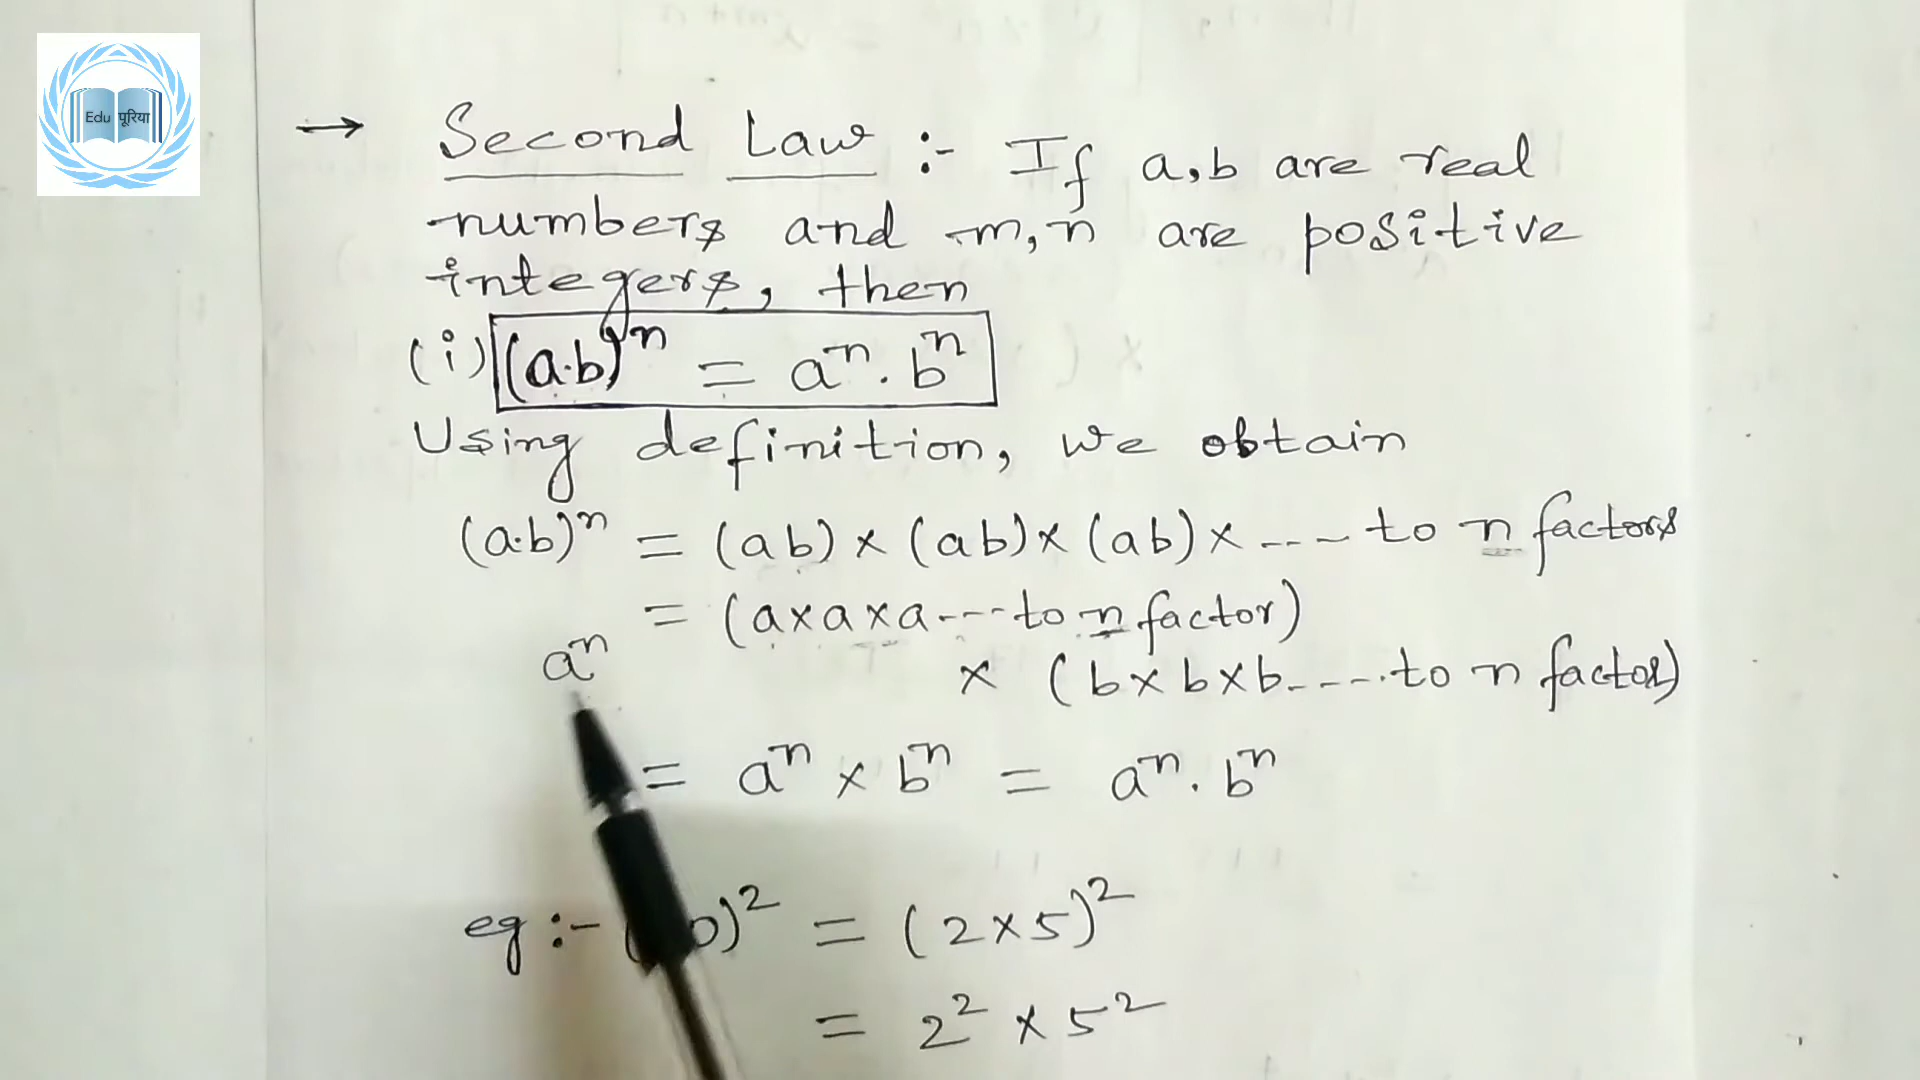 Edu पूरिया
→ Second Law :- If a,b are real
numbers and m,n are positive
integers, then
(i) (a·b)ⁿ = aⁿ · bⁿ
Using definition, we obtain
(a·b)ⁿ = (ab) × (ab) × (ab) × ---- to n factors
= (a×a×a---- to n factor)
aⁿ
× (b×b×b----- to n factor)
= aⁿ × bⁿ = aⁿ · bⁿ
eg :- ( )² = (2×5)²
= 2² × 5²